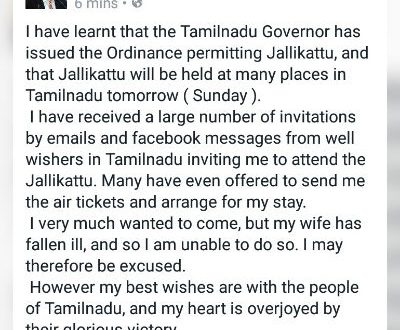 6 mins •
I have learnt that the Tamilnadu Governor has
issued the Ordinance permitting Jallikattu, and
that Jallikattu will be held at many places in
Tamilnadu tomorrow ( Sunday ).
I have received a large number of invitations
by emails and facebook messages from well
wishers in Tamilnadu inviting me to attend the
Jallikattu. Many have even offered to send me
the air tickets and arrange for my stay.
I very much wanted to come, but my wife has
fallen ill, and so I am unable to do so. I may
therefore be excused.
However my best wishes are with the people
of Tamilnadu, and my heart is overjoyed by
their glorious victory